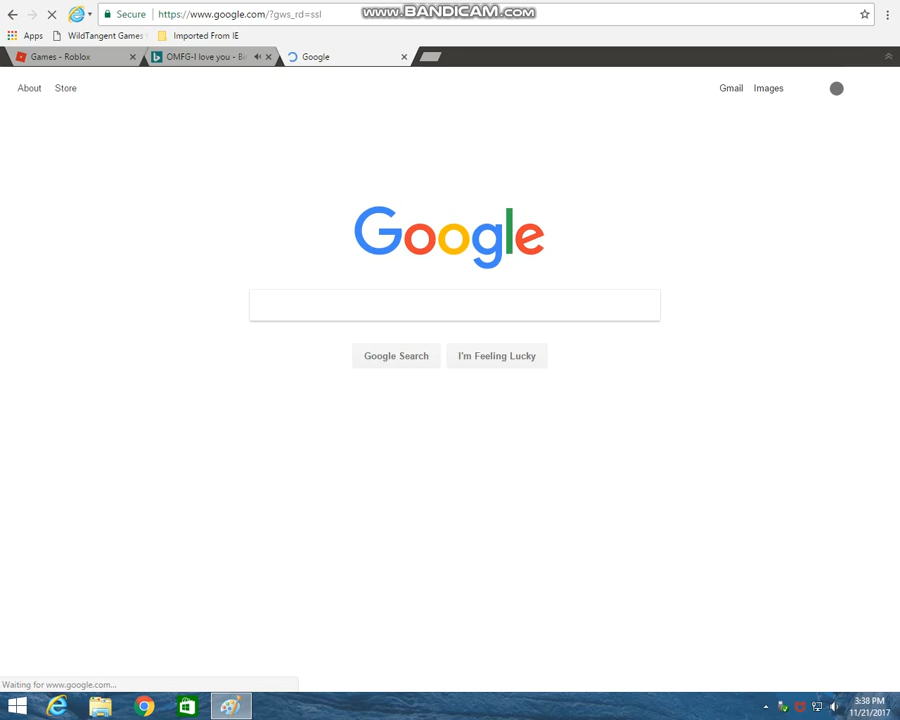 Secure https://www.google.com/?gws_rd=ssl
www.BANDICAM.com
Apps WildTangent Games Imported From IE
Games - Roblox OMFG-I love you - Bi Google
About Store Gmail Images
Google
Google Search I'm Feeling Lucky
Waiting for www.google.com...
3:38 PM
11/21/2017